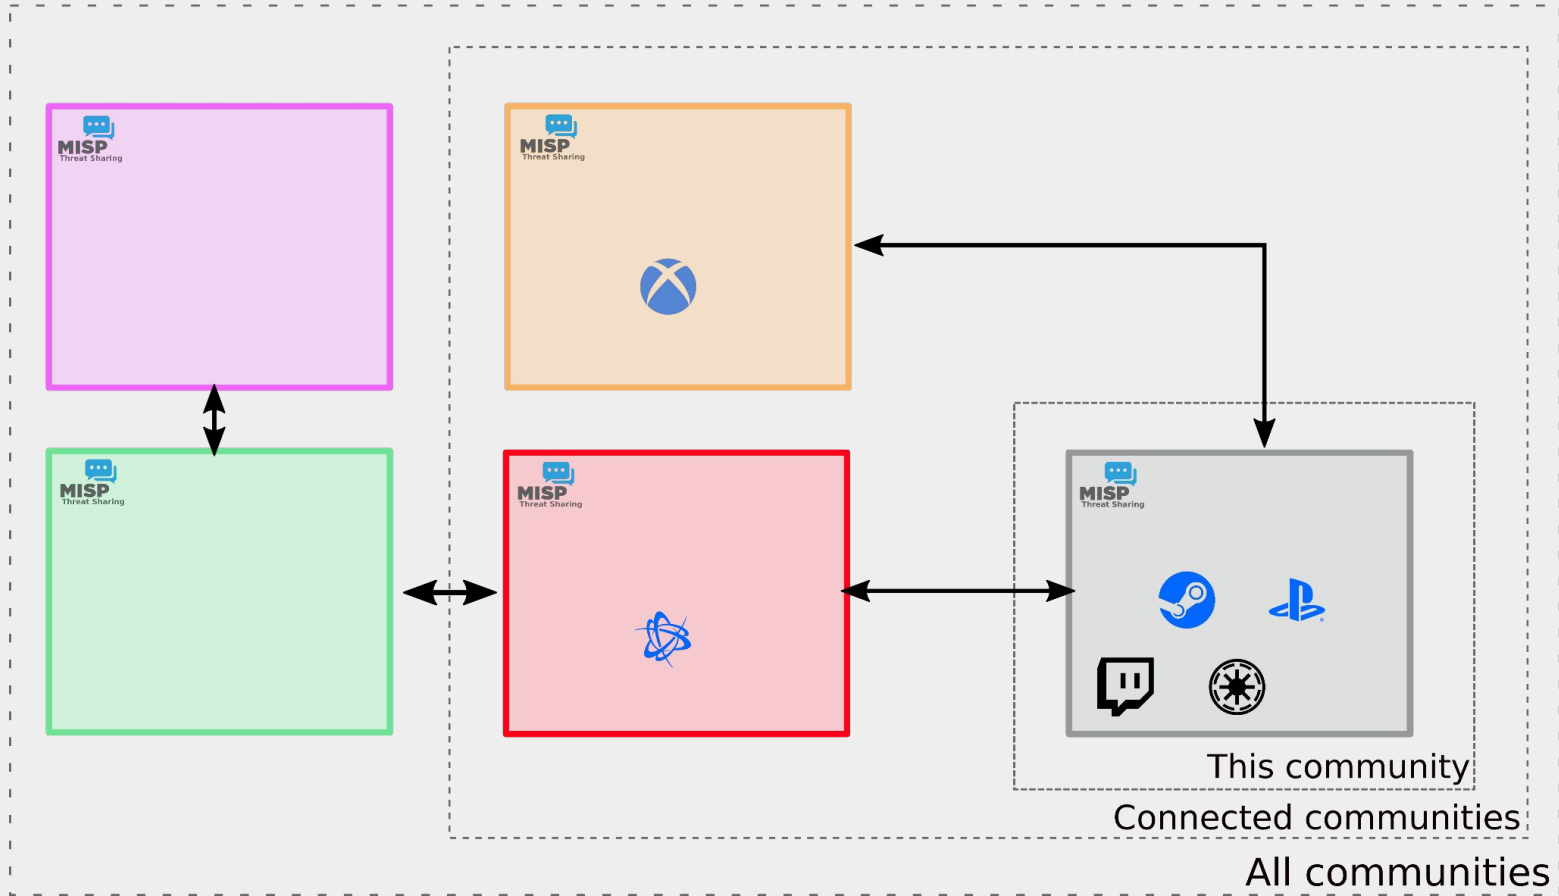 MISP
Threat Sharing
MISP
Threat Sharing
MISP
Threat Sharing
MISP
Threat Sharing
MISP
Threat Sharing
This community
Connected communities
All communities